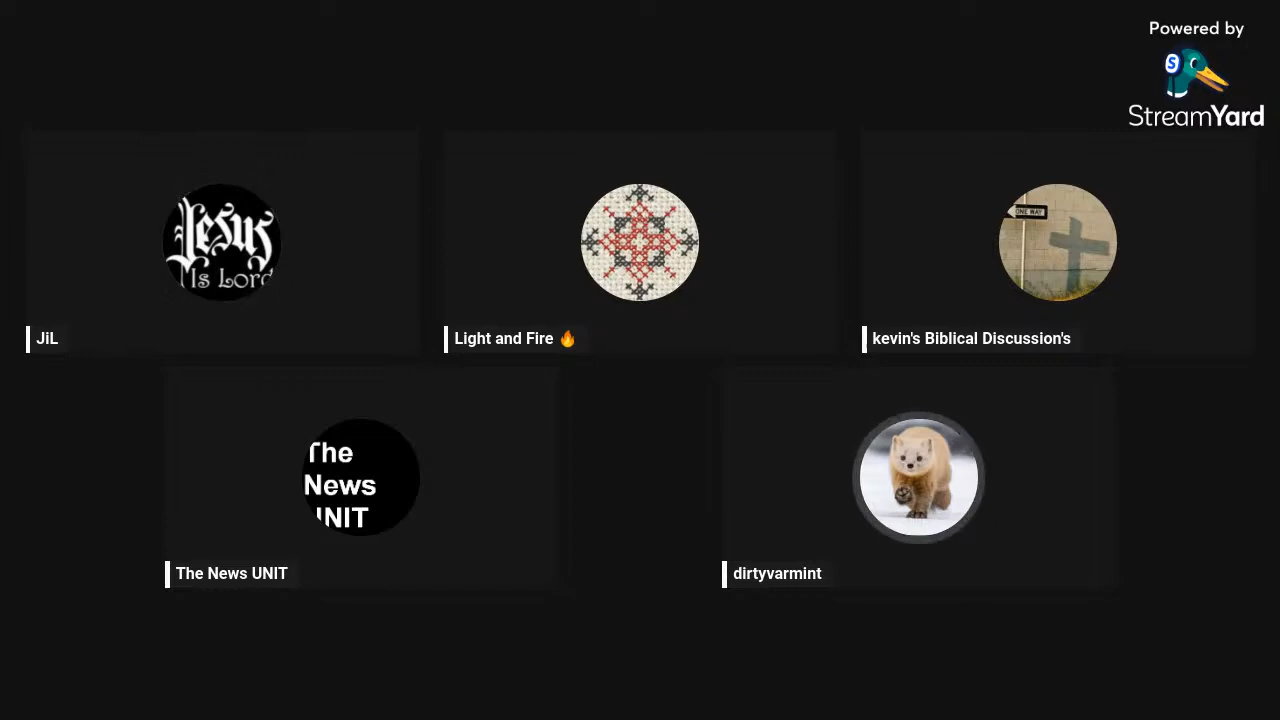 Powered by
S
StreamYard
Jesus
Is Lord
ONE WAY
JiL
Light and Fire 🔥
kevin's Biblical Discussion's
The
News
UNIT
The News UNIT
dirtyvarmint